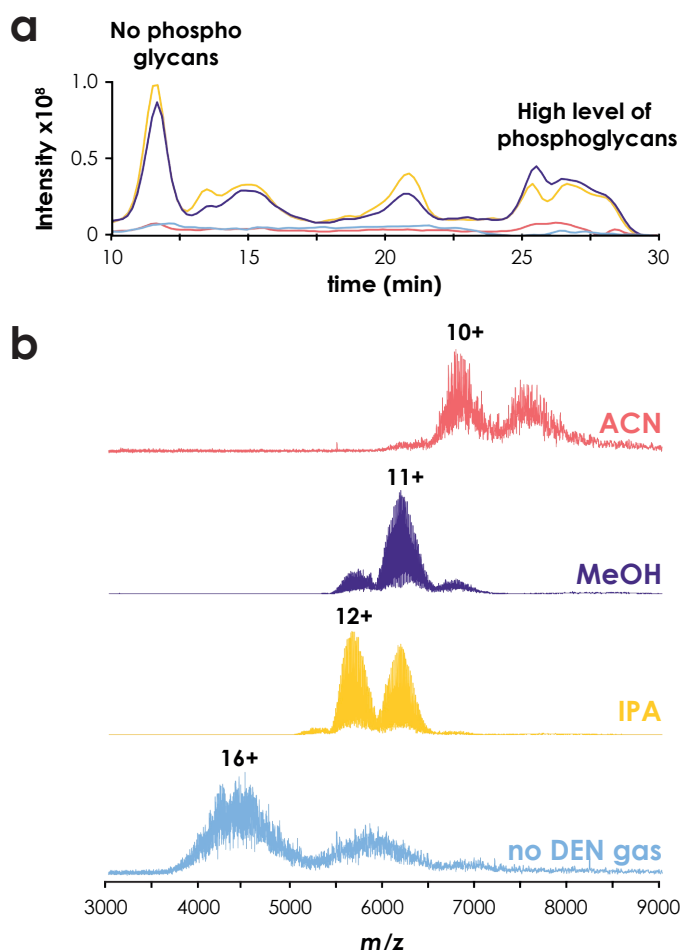 a
No phospho
glycans
High level of
phosphoglycans
Intensity x10⁸
1.0
0.5
0
10 15 20 25 30
time (min)
b
10+
ACN
11+
MeOH
12+
IPA
16+
no DEN gas
3000 4000 5000 6000 7000 8000 9000
m/z